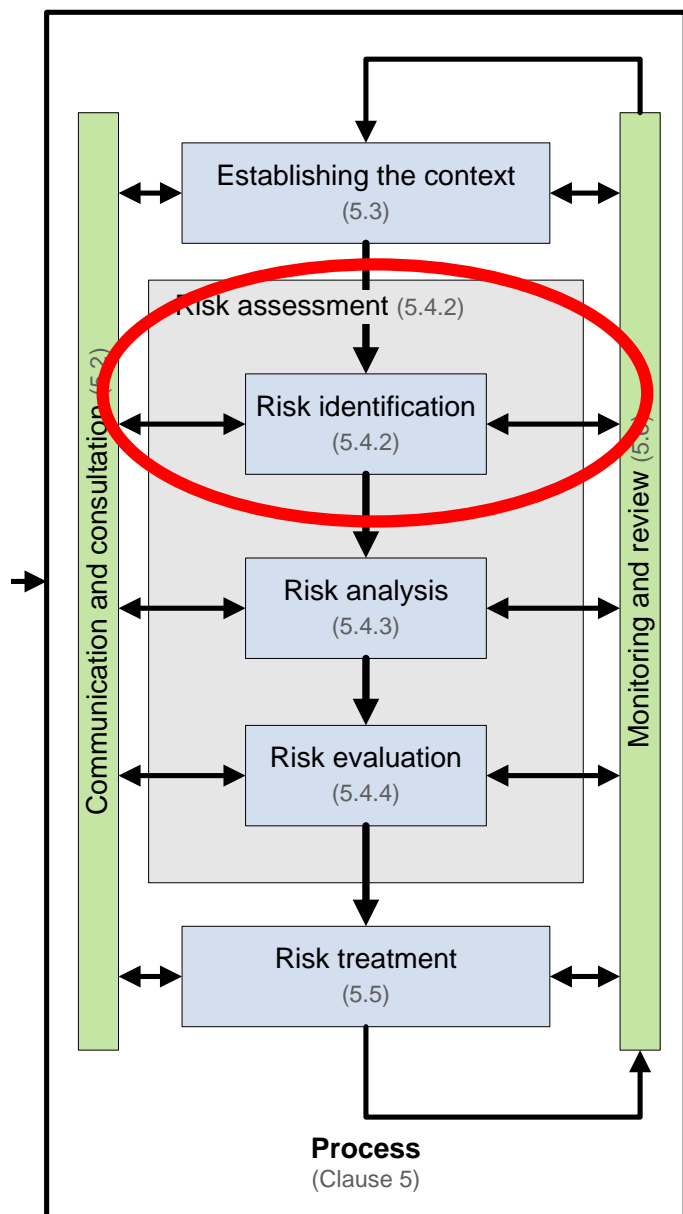 Establishing the context
(5.3)
Risk assessment (5.4.2)
Risk identification
(5.4.2)
Risk analysis
(5.4.3)
Risk evaluation
(5.4.4)
Risk treatment
(5.5)
Communication and consultation (5.2)
Monitoring and review
Process
(Clause 5)